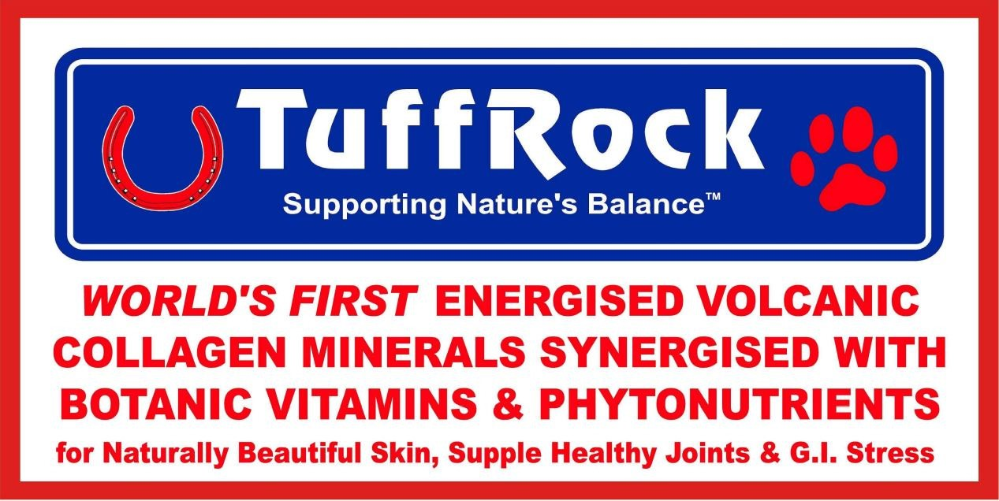 TuffRock
Supporting Nature's Balance™
WORLD'S FIRST ENERGISED VOLCANIC
COLLAGEN MINERALS SYNERGISED WITH
BOTANIC VITAMINS & PHYTONUTRIENTS
for Naturally Beautiful Skin, Supple Healthy Joints & G.I. Stress